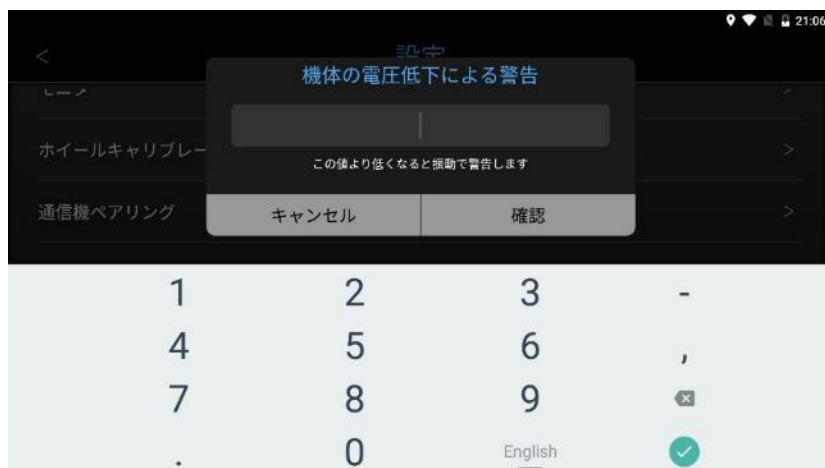 21:06
<
設定
機体の電圧低下による警告
ホイールキャリブレー
>
この値より低くなると振動で警告します
通信機ペアリング
>
キャンセル
確認
1 2 3 -
4 5 6 ,
7 8 9
. 0 English